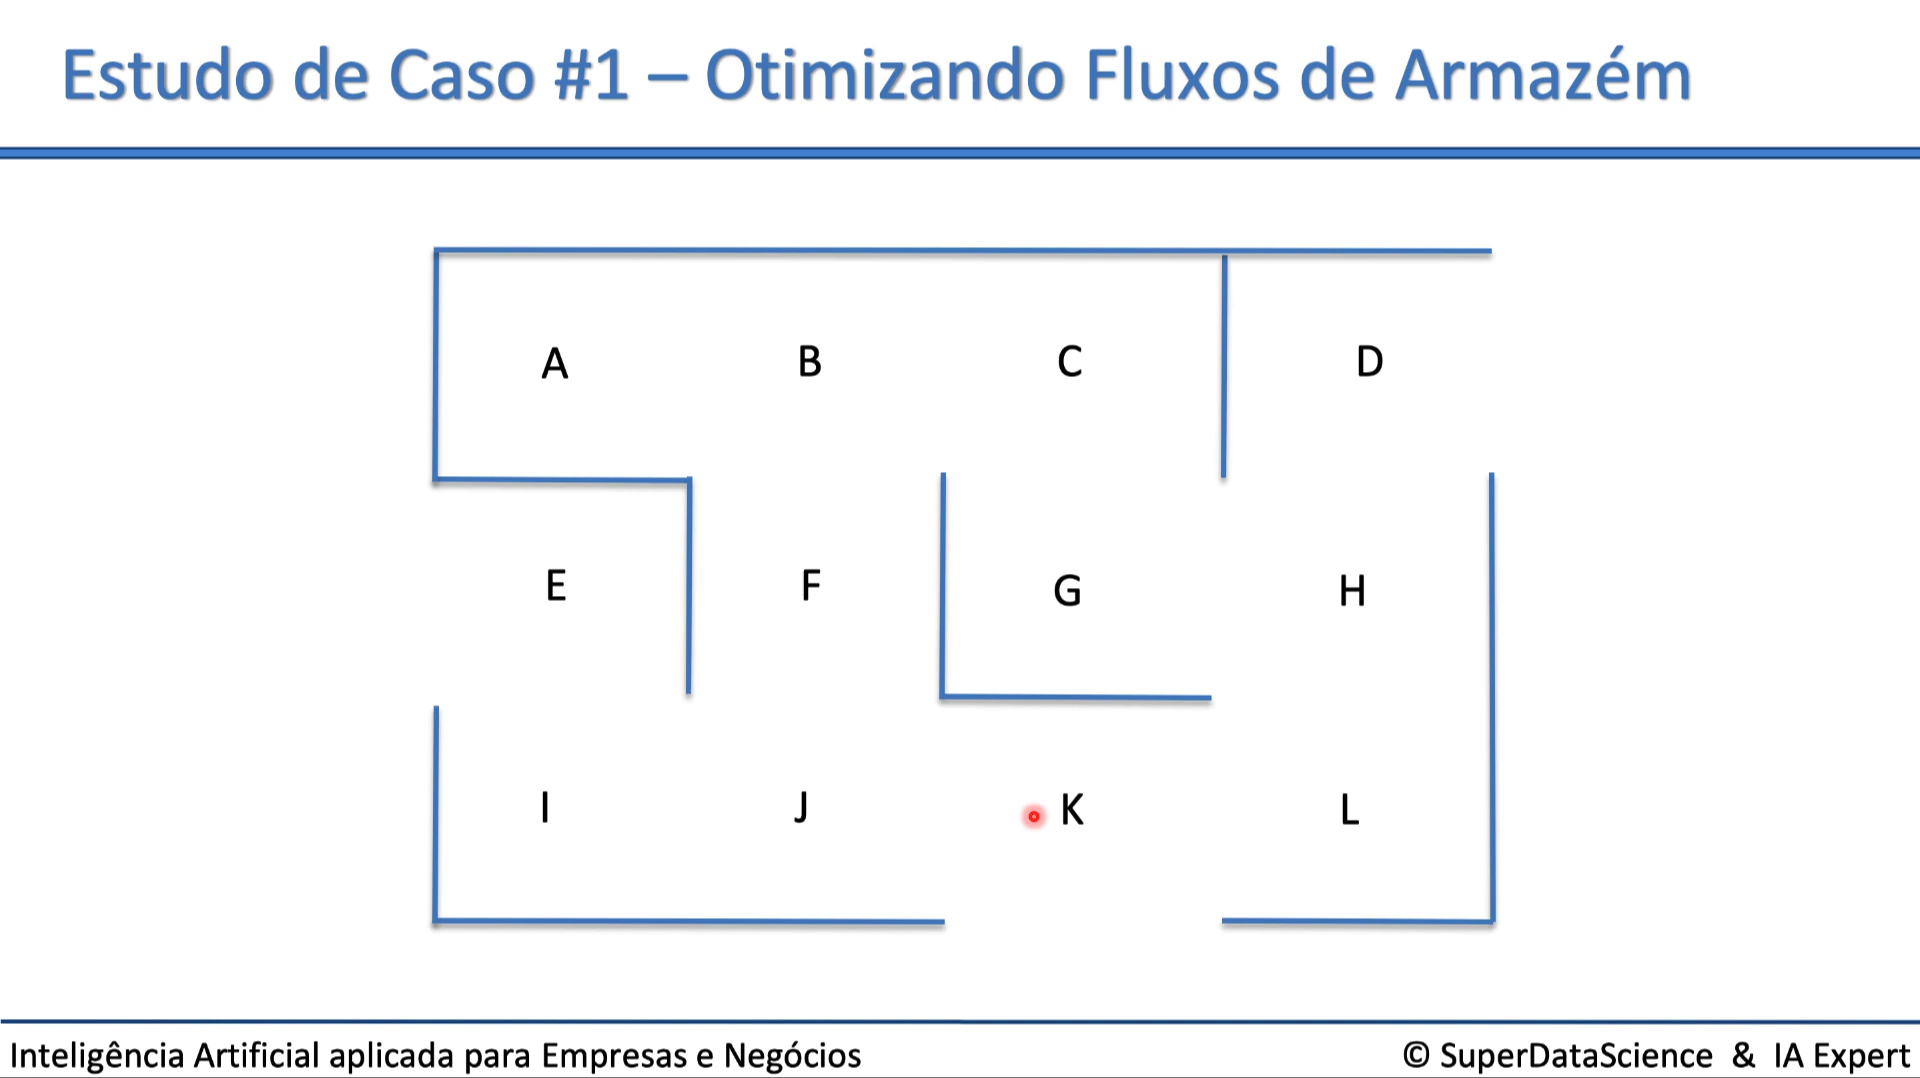 Estudo de Caso #1 – Otimizando Fluxos de Armazém
A B C D
E F G H
I J K L
Inteligência Artificial aplicada para Empresas e Negócios
© SuperDataScience & IA Expert